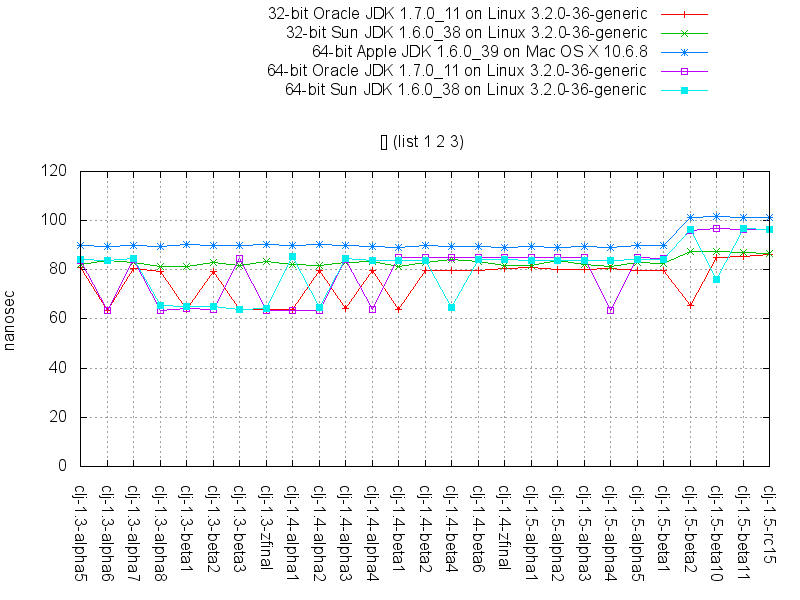 32-bit Oracle JDK 1.7.0_11 on Linux 3.2.0-36-generic
32-bit Sun JDK 1.6.0_38 on Linux 3.2.0-36-generic
64-bit Apple JDK 1.6.0_39 on Mac OS X 10.6.8
64-bit Oracle JDK 1.7.0_11 on Linux 3.2.0-36-generic
64-bit Sun JDK 1.6.0_38 on Linux 3.2.0-36-generic
[] (list 1 2 3)
120
100
80
60
40
20
0
nanosec
clj-1.3-alpha5
clj-1.3-alpha6
clj-1.3-alpha7
clj-1.3-alpha8
clj-1.3-beta1
clj-1.3-beta2
clj-1.3-beta3
clj-1.3-zfinal
clj-1.4-alpha1
clj-1.4-alpha2
clj-1.4-alpha3
clj-1.4-alpha4
clj-1.4-beta1
clj-1.4-beta2
clj-1.4-beta4
clj-1.4-beta6
clj-1.4-zfinal
clj-1.5-alpha1
clj-1.5-alpha2
clj-1.5-alpha3
clj-1.5-alpha4
clj-1.5-alpha5
clj-1.5-beta1
clj-1.5-beta2
clj-1.5-beta10
clj-1.5-beta11
clj-1.5-rc15